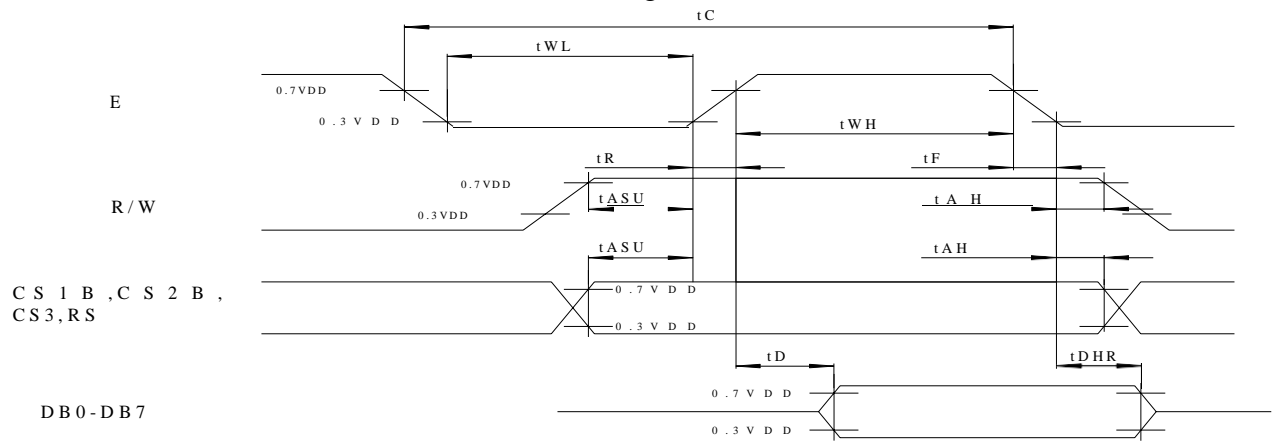 tC
tWL
E
0.7VDD
0.3VDD
tWH
tR
tF
0.7VDD
R/W
0.3VDD
tASU
tAH
tASU
tAH
CS1B,CS2B,
CS3,RS
0.7VDD
0.3VDD
tD
tDHR
0.7VDD
DB0-DB7
0.3VDD